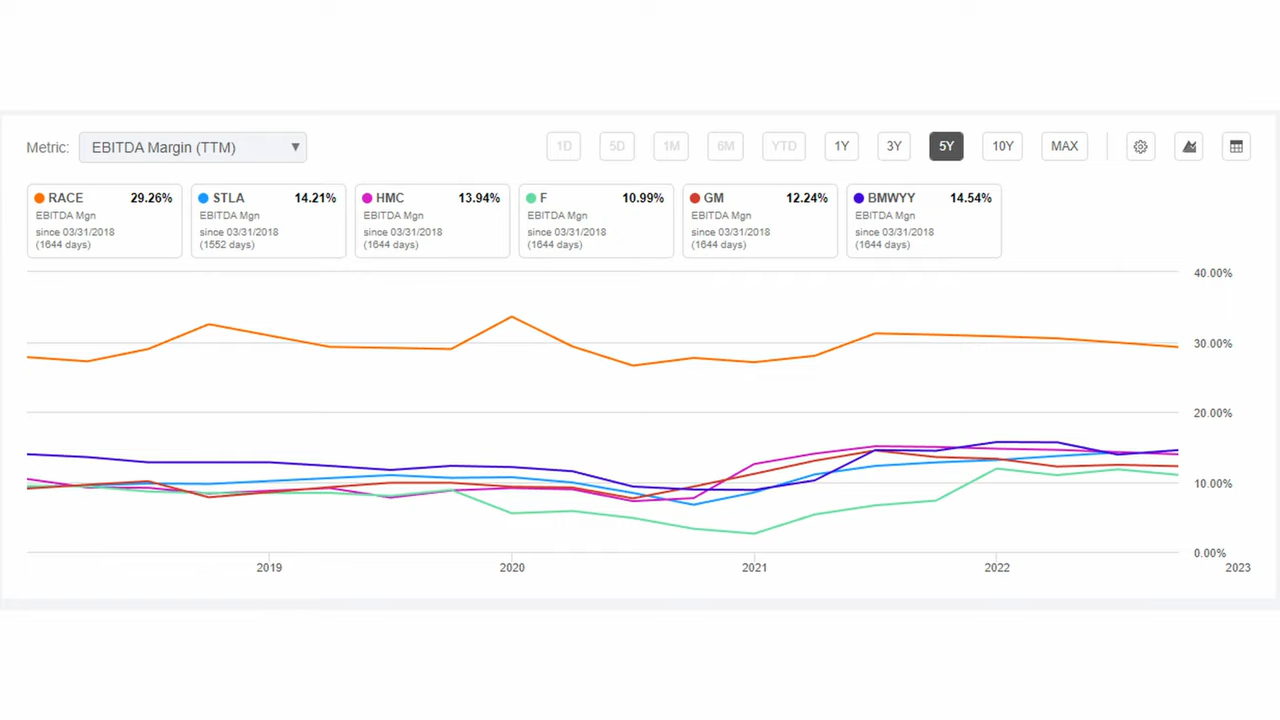 Metric: EBITDA Margin (TTM) ▼ 1D 5D 1M 6M YTD 1Y 3Y 5Y 10Y MAX
RACE 29.26% STLA 14.21% HMC 13.94% F 10.99% GM 12.24% BMWYY 14.54%
EBITDA Mgn EBITDA Mgn EBITDA Mgn EBITDA Mgn EBITDA Mgn EBITDA Mgn
since 03/31/2018 since 03/31/2018 since 03/31/2018 since 03/31/2018 since 03/31/2018 since 03/31/2018
(1644 days) (1552 days) (1644 days) (1644 days) (1644 days) (1644 days)
40.00%
30.00%
20.00%
10.00%
0.00%
2019 2020 2021 2022 2023